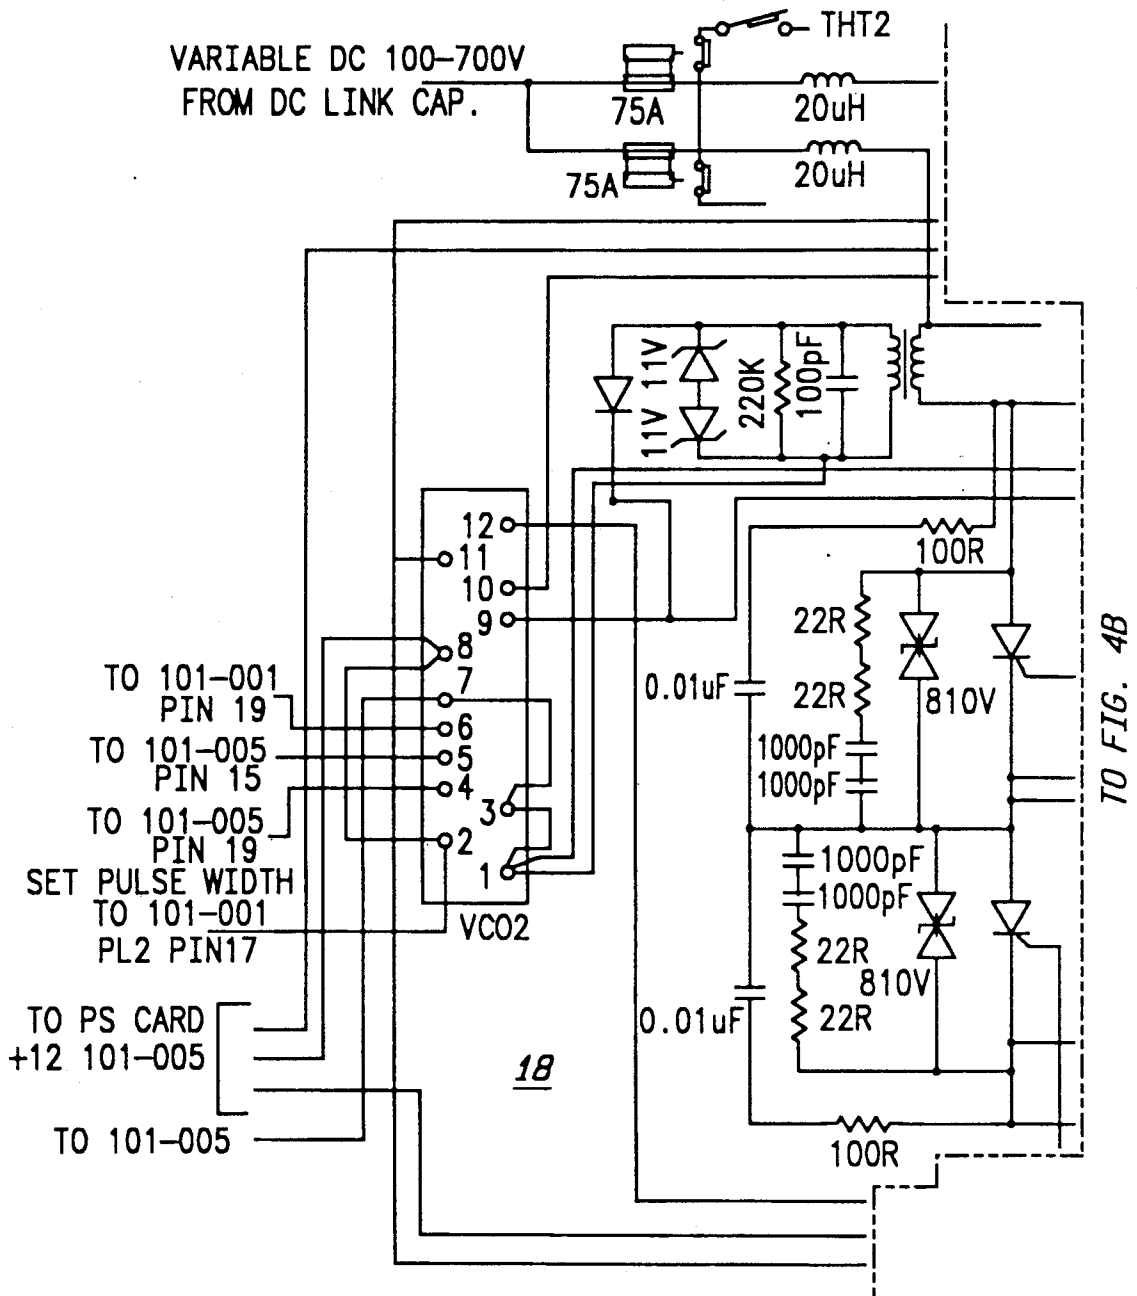 THT2
VARIABLE DC 100-700V
FROM DC LINK CAP.
75A
20uH
75A
20uH
11V
11V
220K
100pF
12
11
10
9
8
7
6
5
4
3
2
1
VCO2
100R
22R
22R
0.01uF
810V
1000pF
1000pF
1000pF
1000pF
22R
22R
810V
0.01uF
100R
TO 101-001
PIN 19
TO 101-005
PIN 15
TO 101-005
PIN 19
SET PULSE WIDTH
TO 101-001
PL2 PIN17
TO PS CARD
+12 101-005
TO 101-005
18
TO FIG. 4B